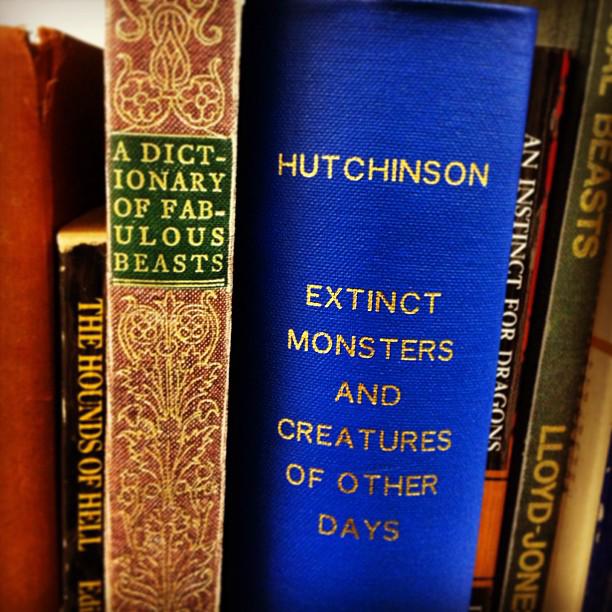 THE HOUNDS OF HELL
A DICT-
IONARY
OF FAB-
ULOUS
BEASTS
HUTCHINSON
EXTINCT
MONSTERS
AND
CREATURES
OF OTHER
DAYS
AN INSTINCT FOR DRAGONS
BEASTS
LLOYD-JONE